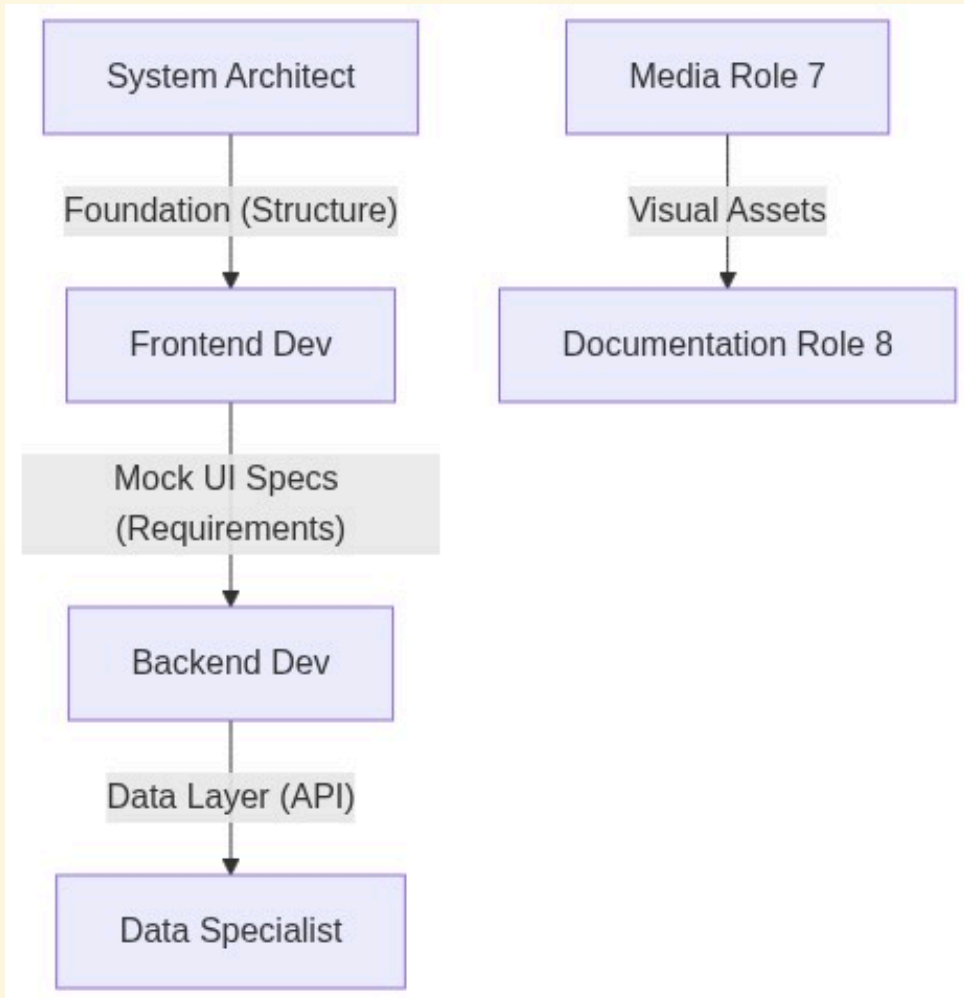 System Architect
Foundation (Structure)
Frontend Dev
Mock UI Specs
(Requirements)
Backend Dev
Data Layer (API)
Data Specialist
Media Role 7
Visual Assets
Documentation Role 8